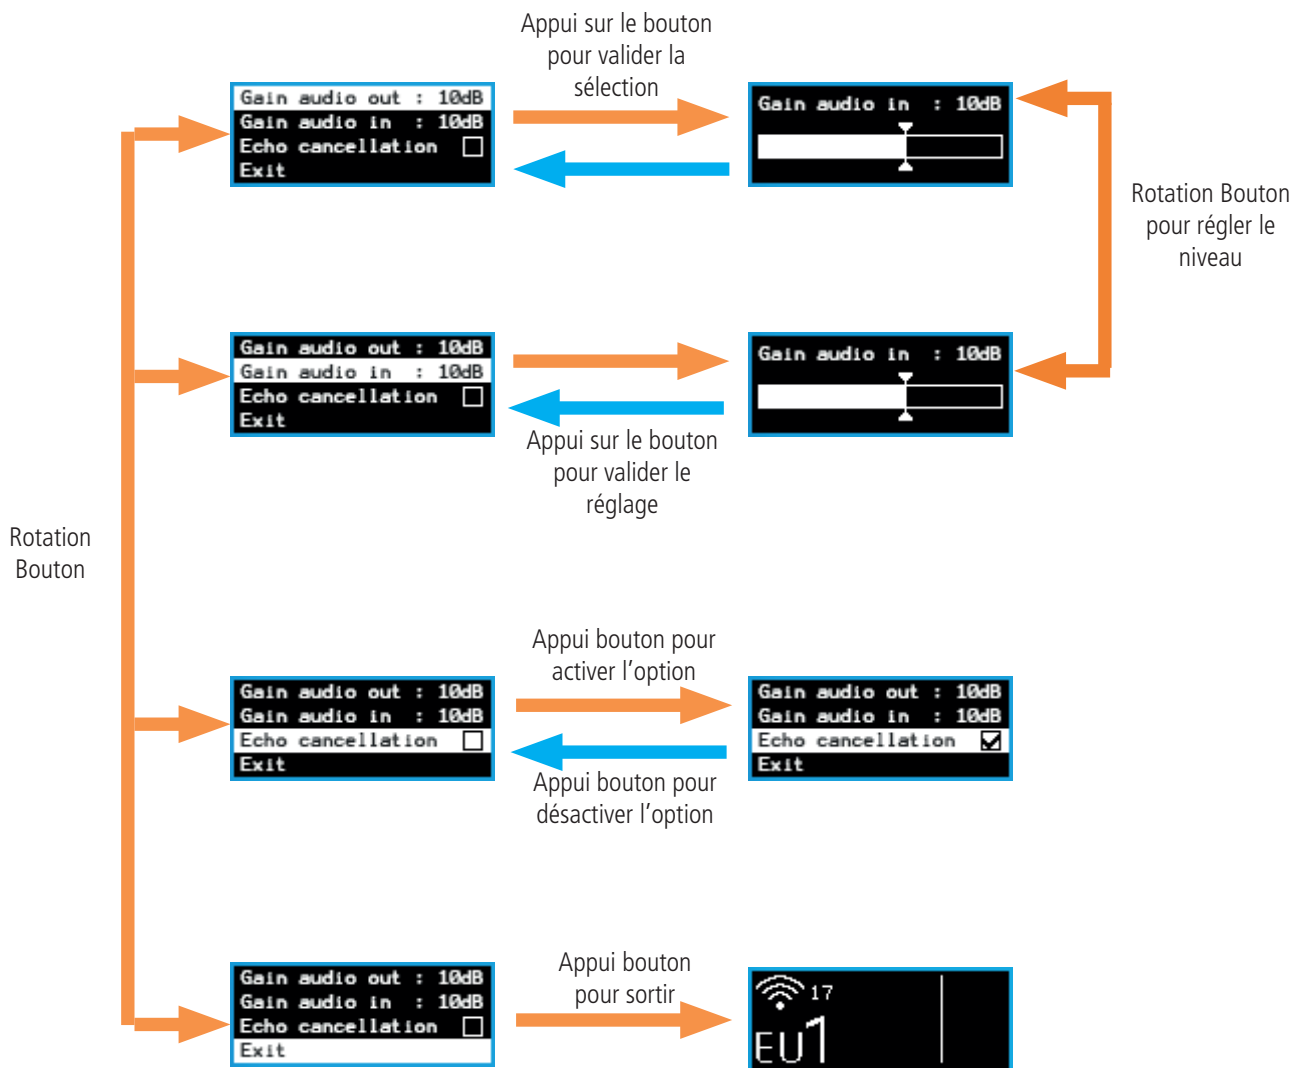 Appui sur le bouton
pour valider la
sélection
Gain audio out : 10dB
Gain audio in : 10dB
Echo cancellation
Exit
Gain audio in : 10dB
Rotation Bouton
pour régler le
niveau
Gain audio out : 10dB
Gain audio in : 10dB
Echo cancellation
Exit
Gain audio in : 10dB
Appui sur le bouton
pour valider le
réglage
Rotation
Bouton
Appui bouton pour
activer l’option
Gain audio out : 10dB
Gain audio in : 10dB
Echo cancellation
Exit
Gain audio out : 10dB
Gain audio in : 10dB
Echo cancellation
Exit
Appui bouton pour
désactiver l’option
Appui bouton
pour sortir
Gain audio out : 10dB
Gain audio in : 10dB
Echo cancellation
Exit
17
EU1